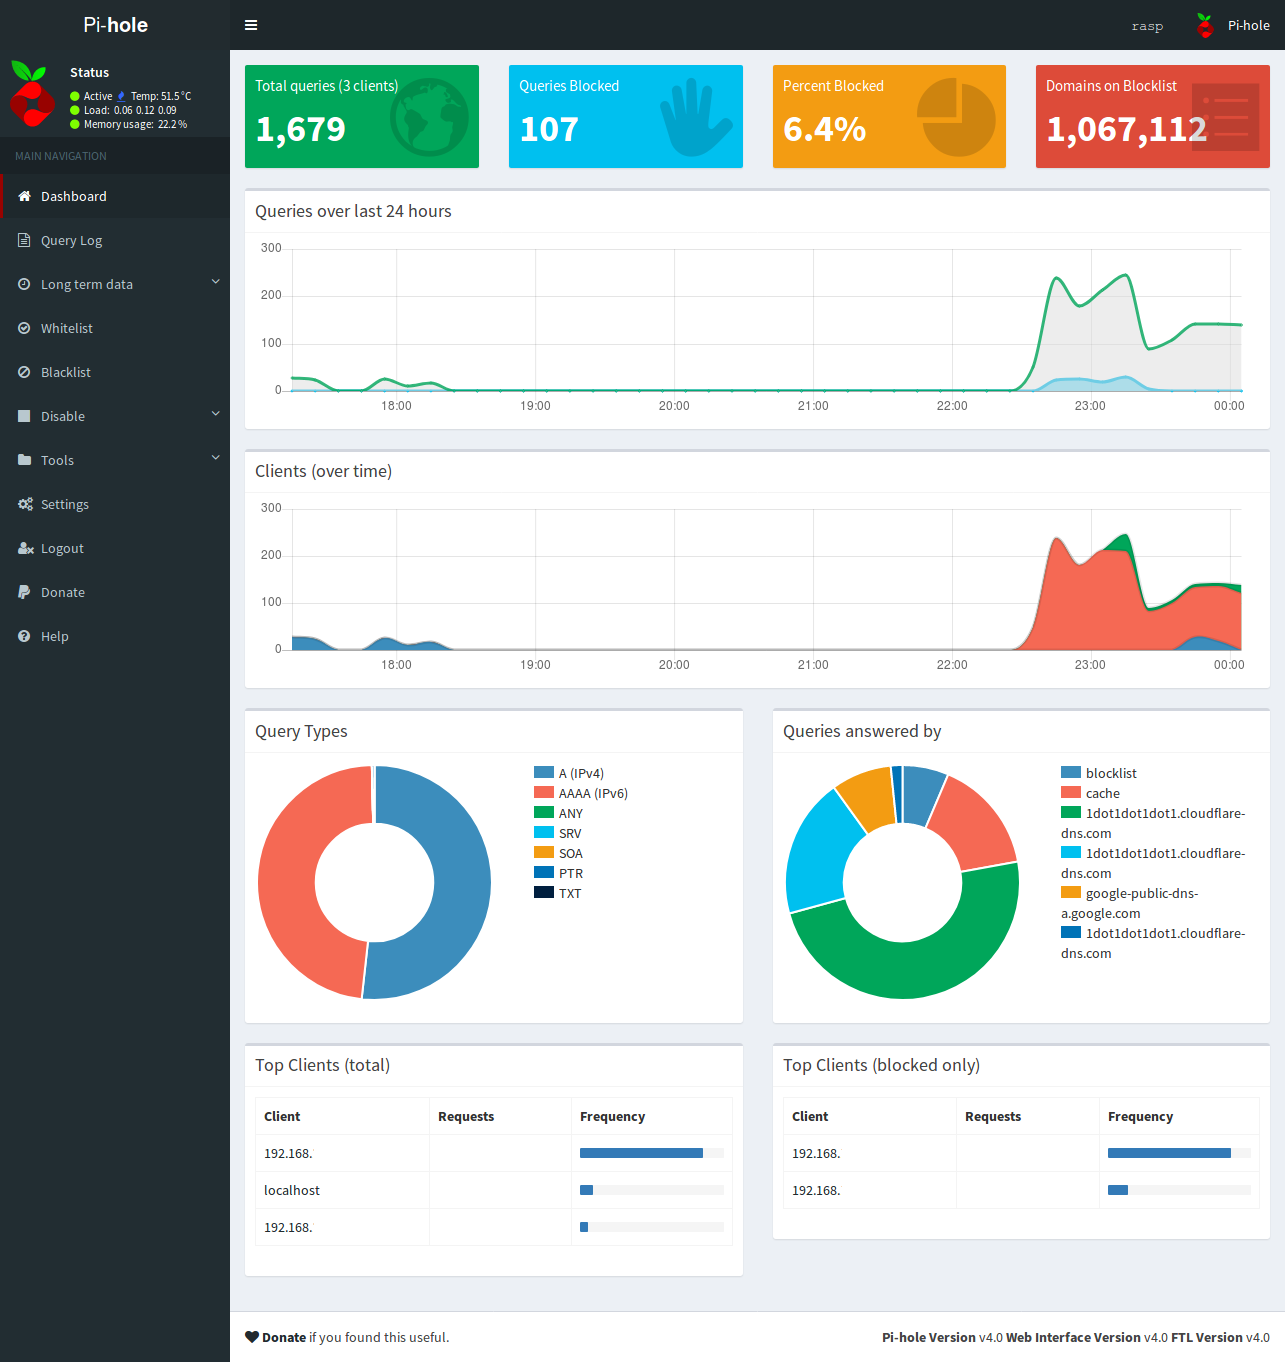 Pi-hole
rasp
Pi-hole
Status
Active Temp: 51.5°C
Load: 0.06 0.12 0.09
Memory usage: 22.2 %
MAIN NAVIGATION
Dashboard
Query Log
Long term data
Whitelist
Blacklist
Disable
Tools
Settings
Logout
Donate
Help
Total queries (3 clients)
1,679
Queries Blocked
107
Percent Blocked
6.4%
Domains on Blocklist
1,067,112
Queries over last 24 hours
300
200
100
0
18:00 19:00 20:00 21:00 22:00 23:00 00:00
Clients (over time)
300
200
100
0
18:00 19:00 20:00 21:00 22:00 23:00 00:00
Query Types
A (IPv4)
AAAA (IPv6)
ANY
SRV
SOA
PTR
TXT
Queries answered by
blocklist
cache
1dot1dot1dot1.cloudflare-
dns.com
1dot1dot1dot1.cloudflare-
dns.com
google-public-dns-
a.google.com
1dot1dot1dot1.cloudflare-
dns.com
Top Clients (total)
Client Requests Frequency
192.168.
localhost
192.168.
Top Clients (blocked only)
Client Requests Frequency
192.168.
192.168.
Donate if you found this useful.
Pi-hole Version v4.0 Web Interface Version v4.0 FTL Version v4.0